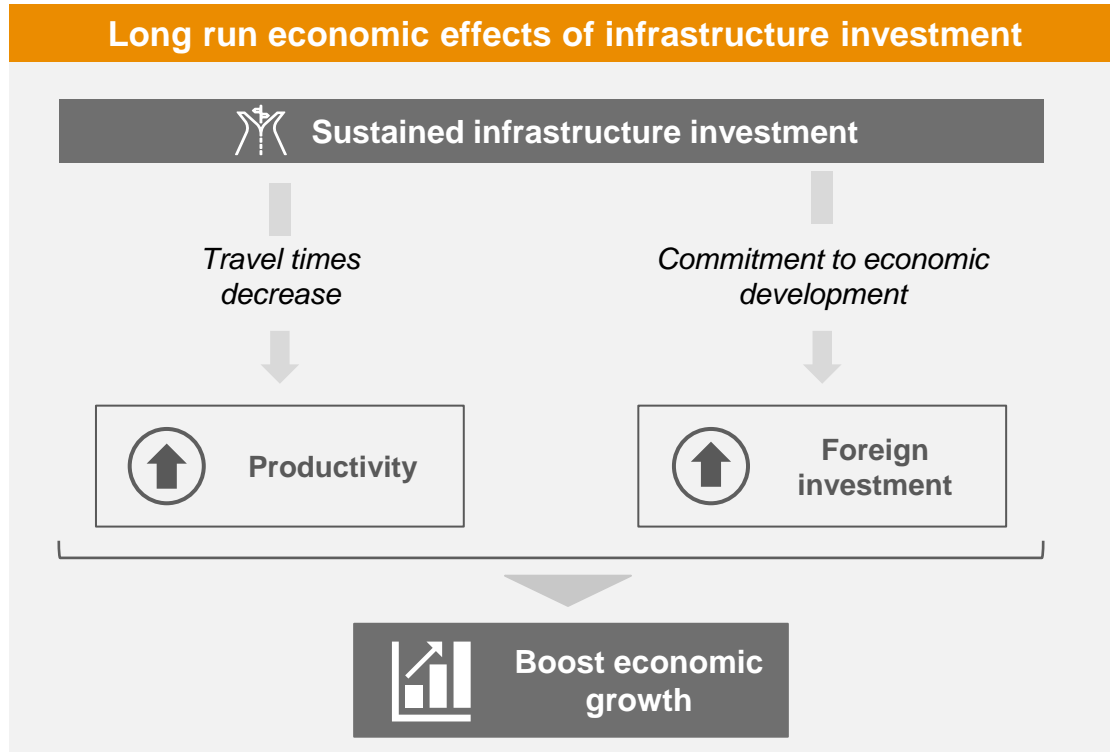 Long run economic effects of infrastructure investment
Sustained infrastructure investment
Travel times
decrease
Commitment to economic
development
Productivity
Foreign
investment
Boost economic
growth